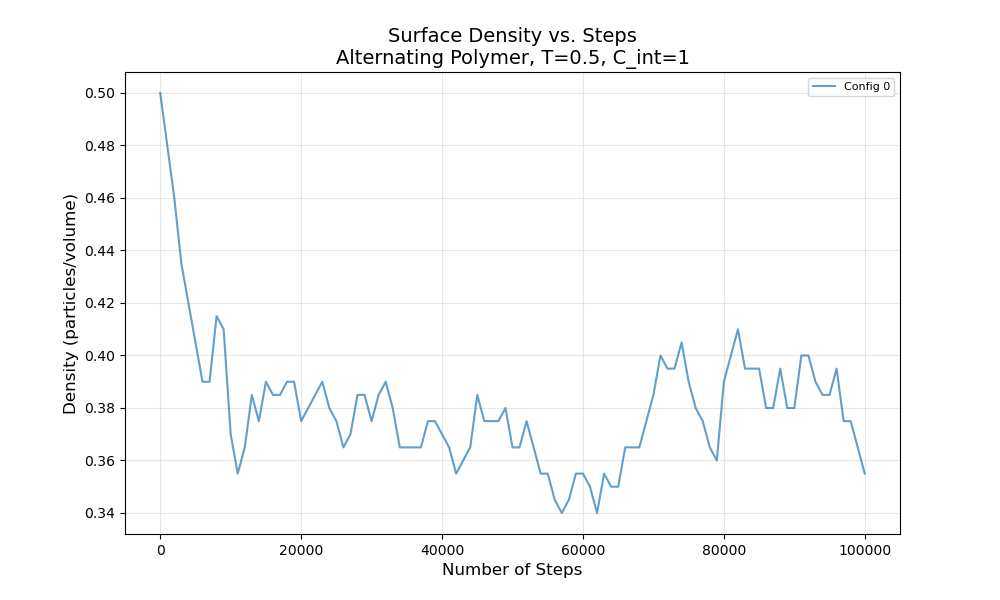 Surface Density vs. Steps
Alternating Polymer, T=0.5, C_int=1
Config 0
Density (particles/volume)
0.50
0.48
0.46
0.44
0.42
0.40
0.38
0.36
0.34
0 20000 40000 60000 80000 100000
Number of Steps